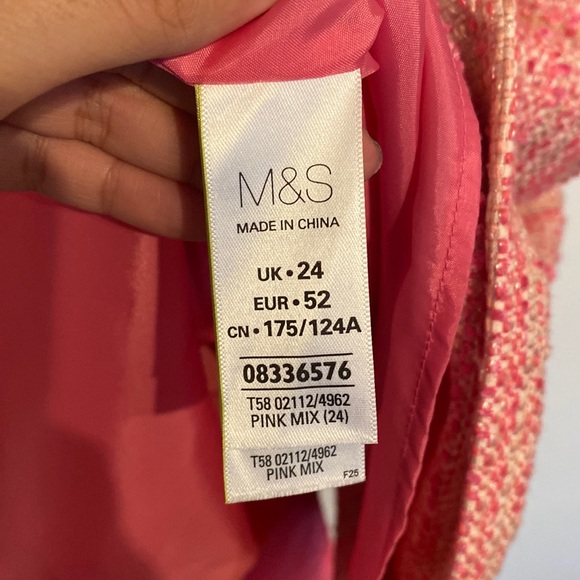 M&S
MADE IN CHINA
UK • 24
EUR • 52
CN • 175/124A
08336576
T58 02112/4962
PINK MIX (24)
T58 02112/4962
PINK MIX
F25